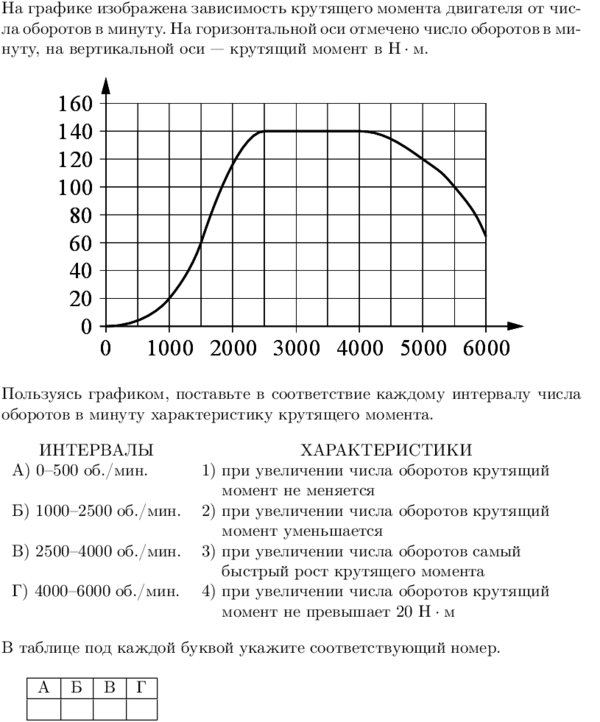 На графике изображена зависимость крутящего момента двигателя от чис-
ла оборотов в минуту. На горизонтальной оси отмечено число оборотов в ми-
нуту, на вертикальной оси — крутящий момент в Н · м.
160
140
120
100
80
60
40
20
0
0 1000 2000 3000 4000 5000 6000
Пользуясь графиком, поставьте в соответствие каждому интервалу числа
оборотов в минуту характеристику крутящего момента.
ИНТЕРВАЛЫ ХАРАКТЕРИСТИКИ
А) 0–500 об./мин. 1) при увеличении числа оборотов крутящий
момент не меняется
Б) 1000–2500 об./мин. 2) при увеличении числа оборотов крутящий
момент уменьшается
В) 2500–4000 об./мин. 3) при увеличении числа оборотов самый
быстрый рост крутящего момента
Г) 4000–6000 об./мин. 4) при увеличении числа оборотов крутящий
момент не превышает 20 Н · м
В таблице под каждой буквой укажите соответствующий номер.
А Б В Г